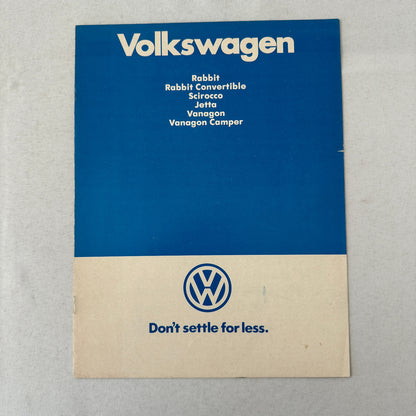 Volkswagen
Rabbit
Rabbit Convertible
Scirocco
Jetta
Vanagon
Vanagon Camper
VW
Don't settle for less.